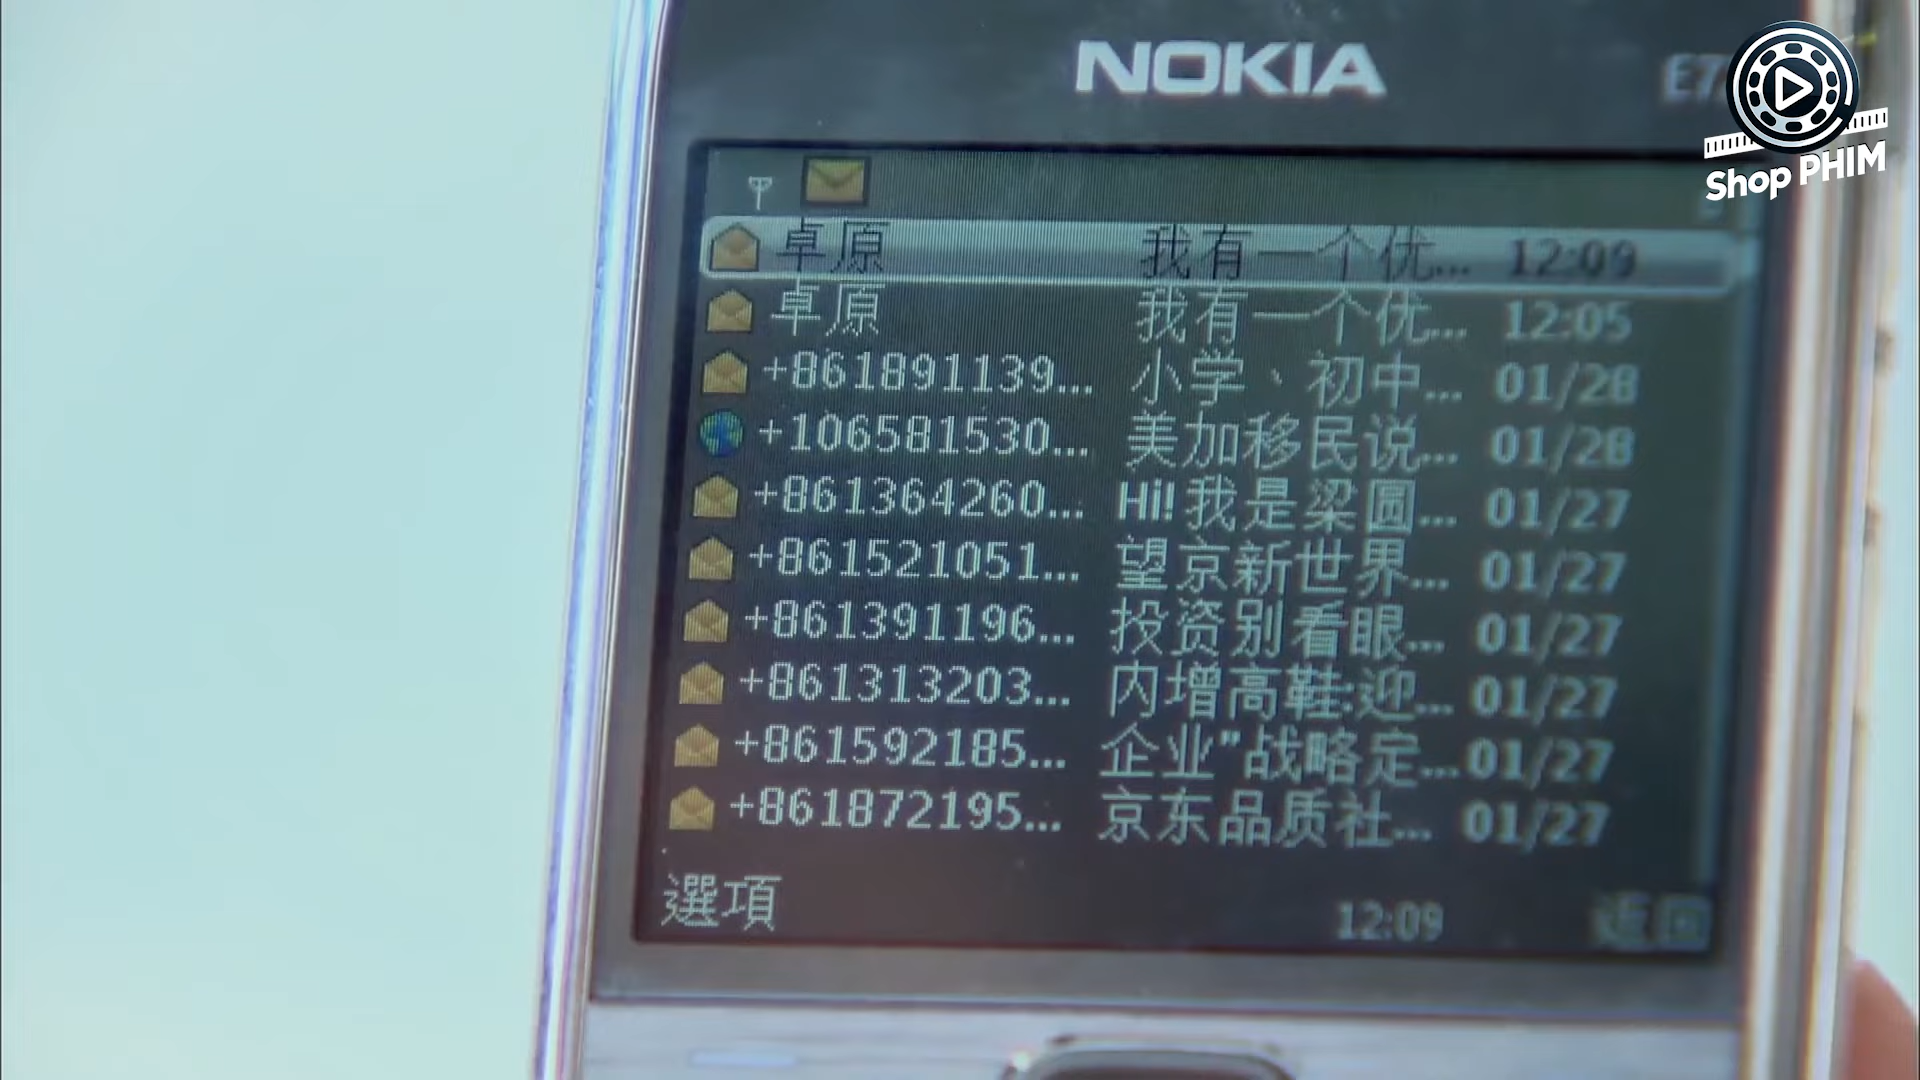 NOKIA
E7
Shop PHIM
卓原 我有一个优... 12:09
卓原 我有一个优... 12:05
+861891139... 小学、初中... 01/28
+106581530... 美加移民说... 01/28
+861364260... Hi! 我是梁圆... 01/27
+861521051... 望京新世界... 01/27
+861391196... 投资别看眼... 01/27
+861313203... 内增高鞋:迎... 01/27
+861592185... 企业"战略定... 01/27
+861872195... 京东品质社... 01/27
選項 12:09 返回